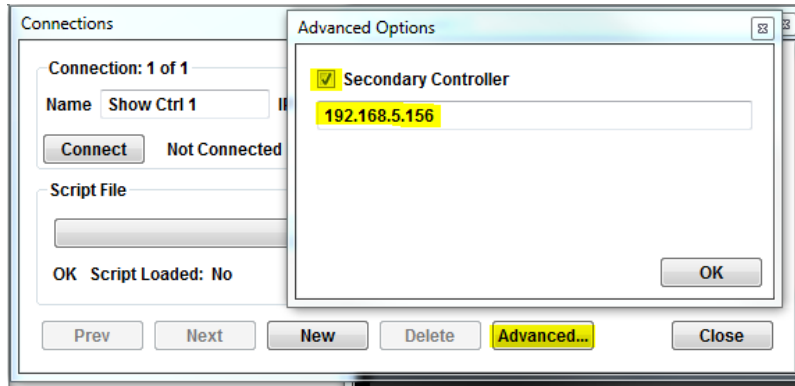 Connections
Connection: 1 of 1
Name Show Ctrl 1
Connect Not Connected
Script File
OK Script Loaded: No
Prev Next New Delete Advanced... Close
Advanced Options
Secondary Controller
192.168.5.156
OK